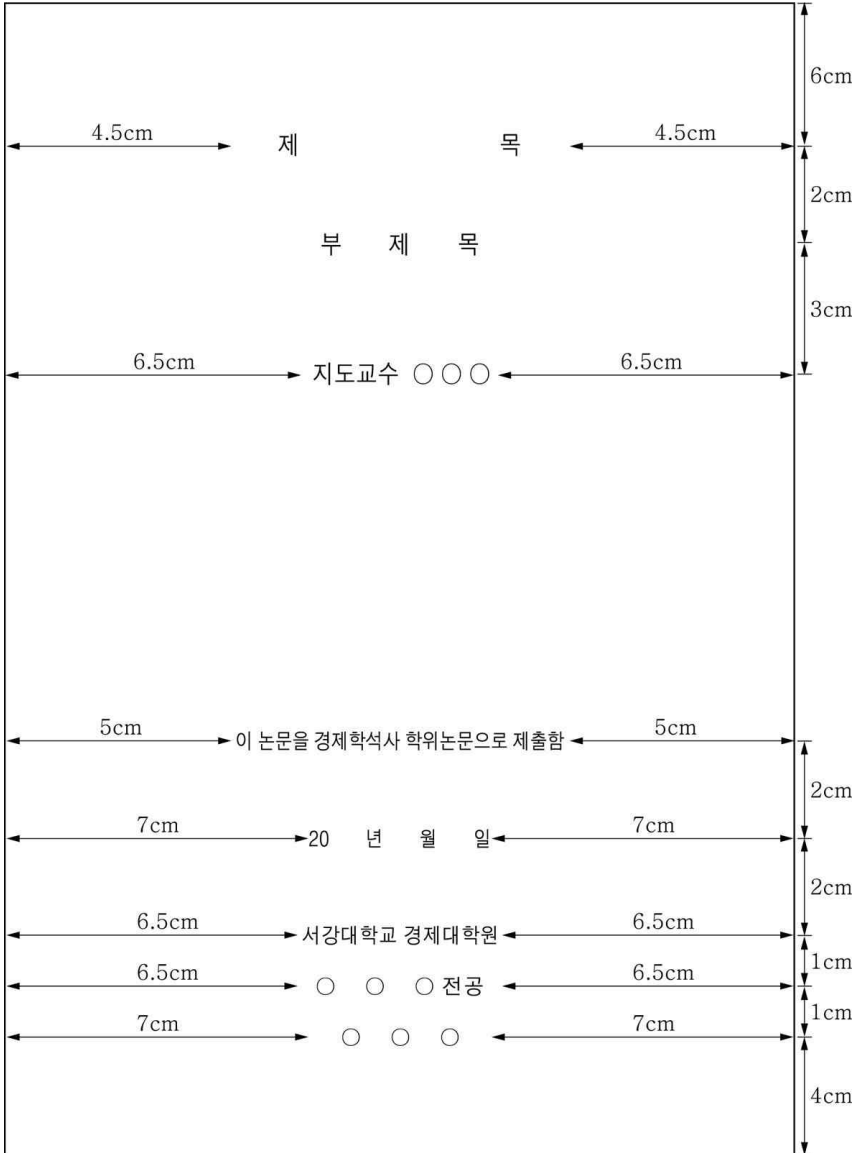 6cm
4.5cm 제 목 4.5cm
2cm
부 제 목
3cm
6.5cm 지도교수 ○○○ 6.5cm
5cm 이 논문을 경제학석사 학위논문으로 제출함 5cm
2cm
7cm 20 년 월 일 7cm
2cm
6.5cm 서강대학교 경제대학원 6.5cm
1cm
6.5cm ○ ○ ○전공 6.5cm
1cm
7cm ○ ○ ○ 7cm
4cm